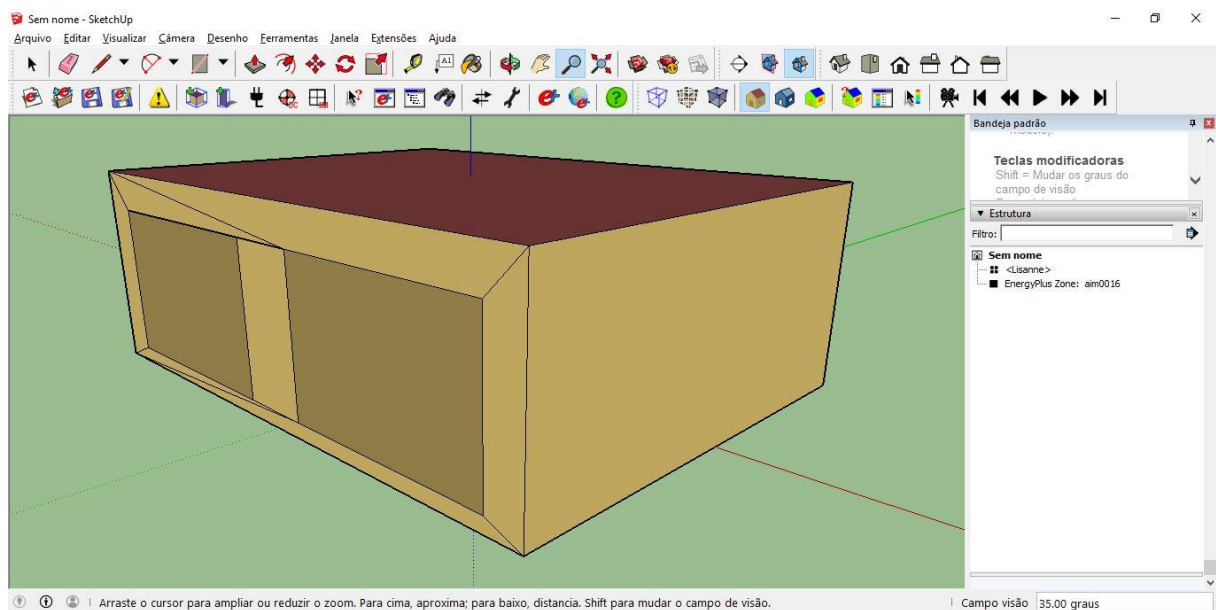 Sem nome - SketchUp
Arquivo Editar Visualizar Câmera Desenho Ferramentas Janela Extensões Ajuda
A1
Bandeja padrão
Teclas modificadoras
Shift = Mudar os graus do
campo de visão
Estrutura
Filtro:
Sem nome
<Lisanne>
EnergyPlus Zone: aim0016
Arraste o cursor para ampliar ou reduzir o zoom. Para cima, aproxima; para baixo, distancia. Shift para mudar o campo de visão.
Campo visão 35.00 graus